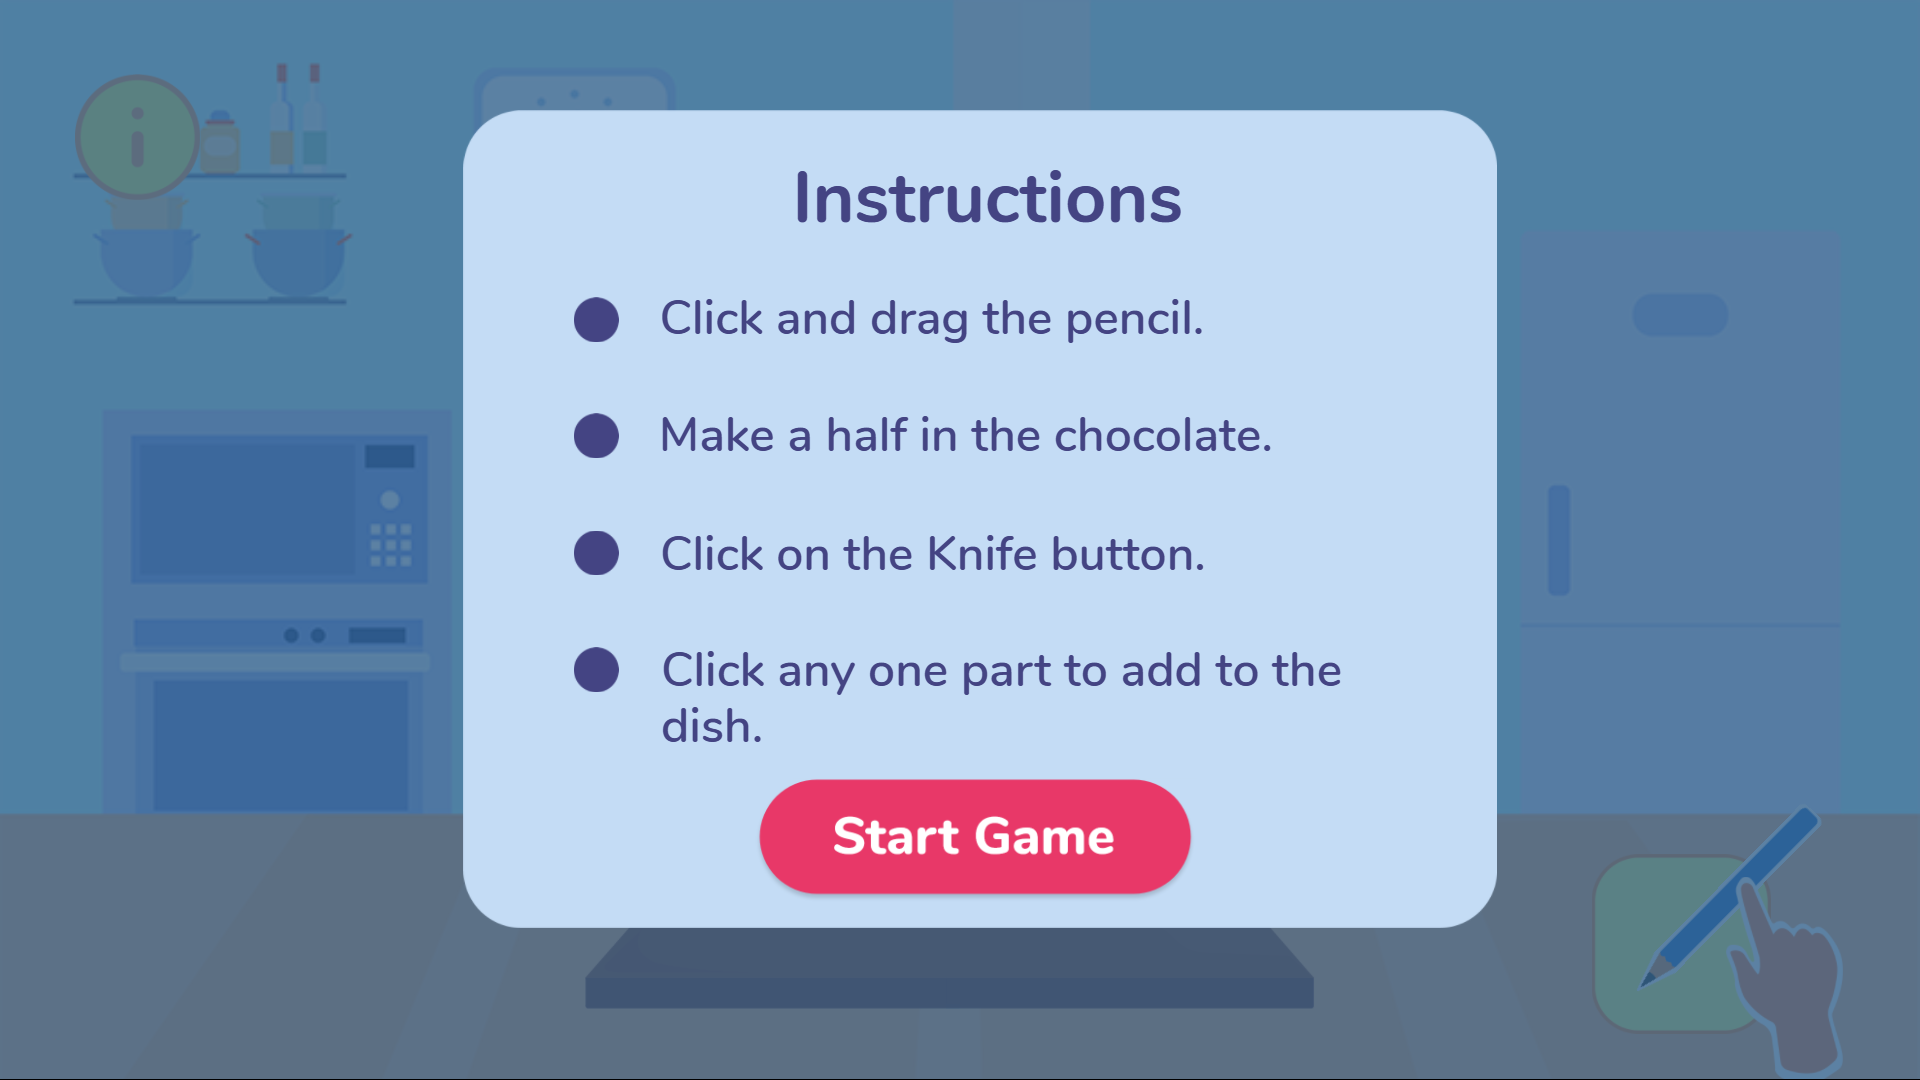 Instructions
Click and drag the pencil.
Make a half in the chocolate.
Click on the Knife button.
Click any one part to add to the
dish.
Start Game